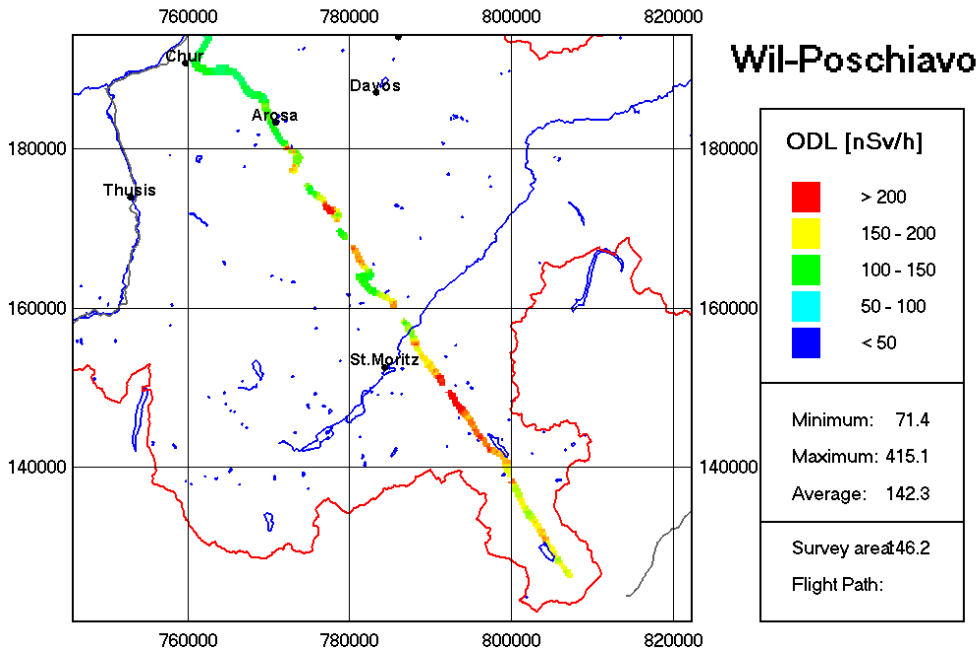 760000 780000 800000 820000
Wil-Poschiavo
Chur
Davos
Arosa
180000 180000
Thusis
160000 160000
St.Moritz
140000 140000
760000 780000 800000 820000
ODL [nSv/h]
> 200
150 - 200
100 - 150
50 - 100
< 50
Minimum: 71.4
Maximum: 415.1
Average: 142.3
Survey area: 146.2
Flight Path: